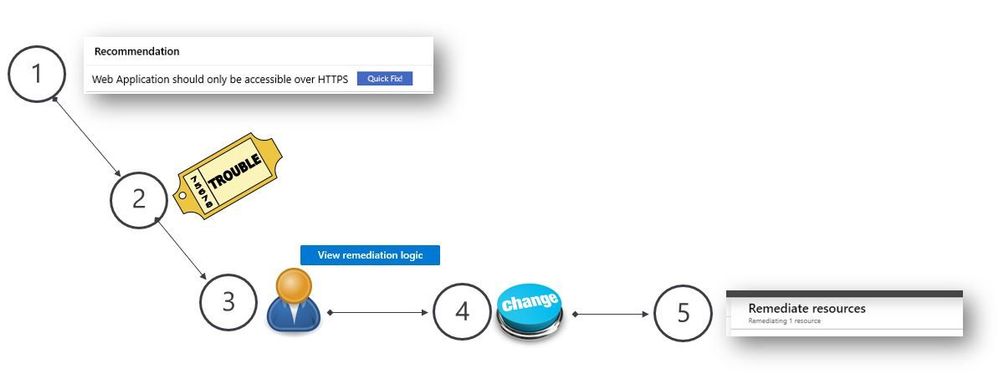 1
Recommendation
Web Application should only be accessible over HTTPS
Quick Fix!
2
TROUBLE
75678
3
View remediation logic
4
change
5
Remediate resources
Remediating 1 resource